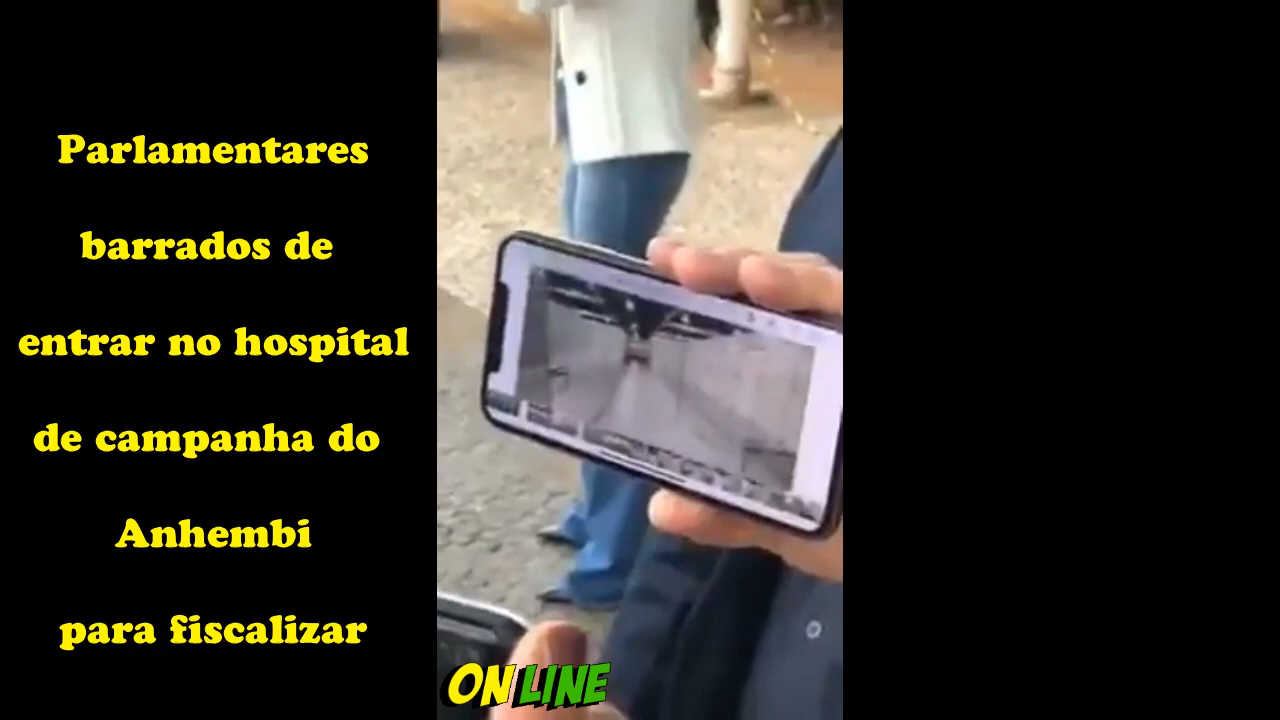 Parlamentares
barrados de
entrar no hospital
de campanha do
Anhembi
para fiscalizar
ONLINE